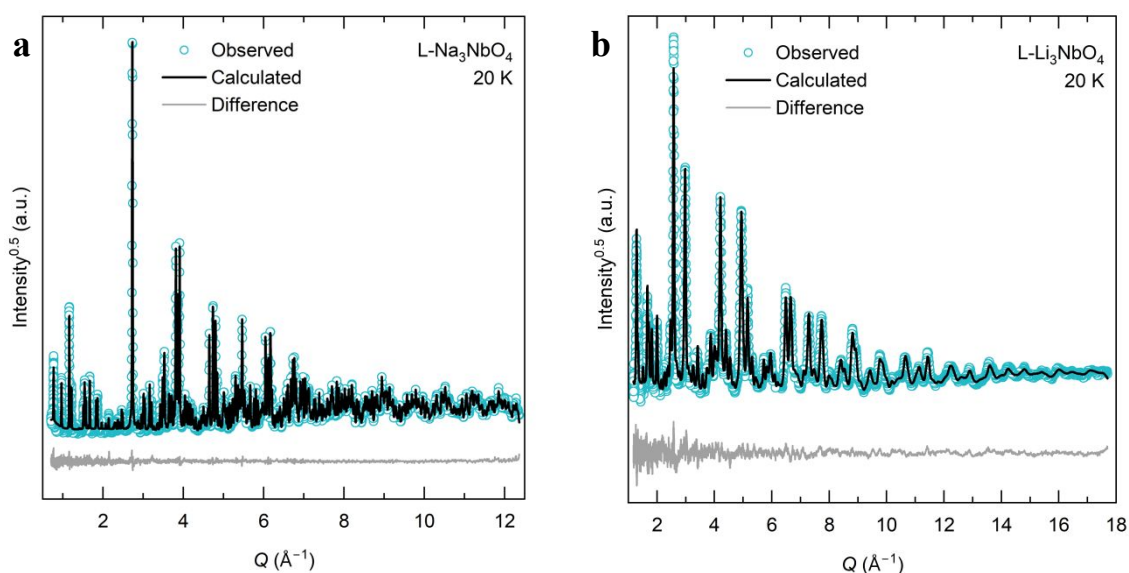 a
Observed
Calculated
Difference
L-Na₃NbO₄
20 K
Intensity⁰·⁵ (a.u.)
2 4 6 8 10 12
Q (Å⁻¹)
b
Observed
Calculated
Difference
L-Li₃NbO₄
20 K
Intensity⁰·⁵ (a.u.)
2 4 6 8 10 12 14 16 18
Q (Å⁻¹)